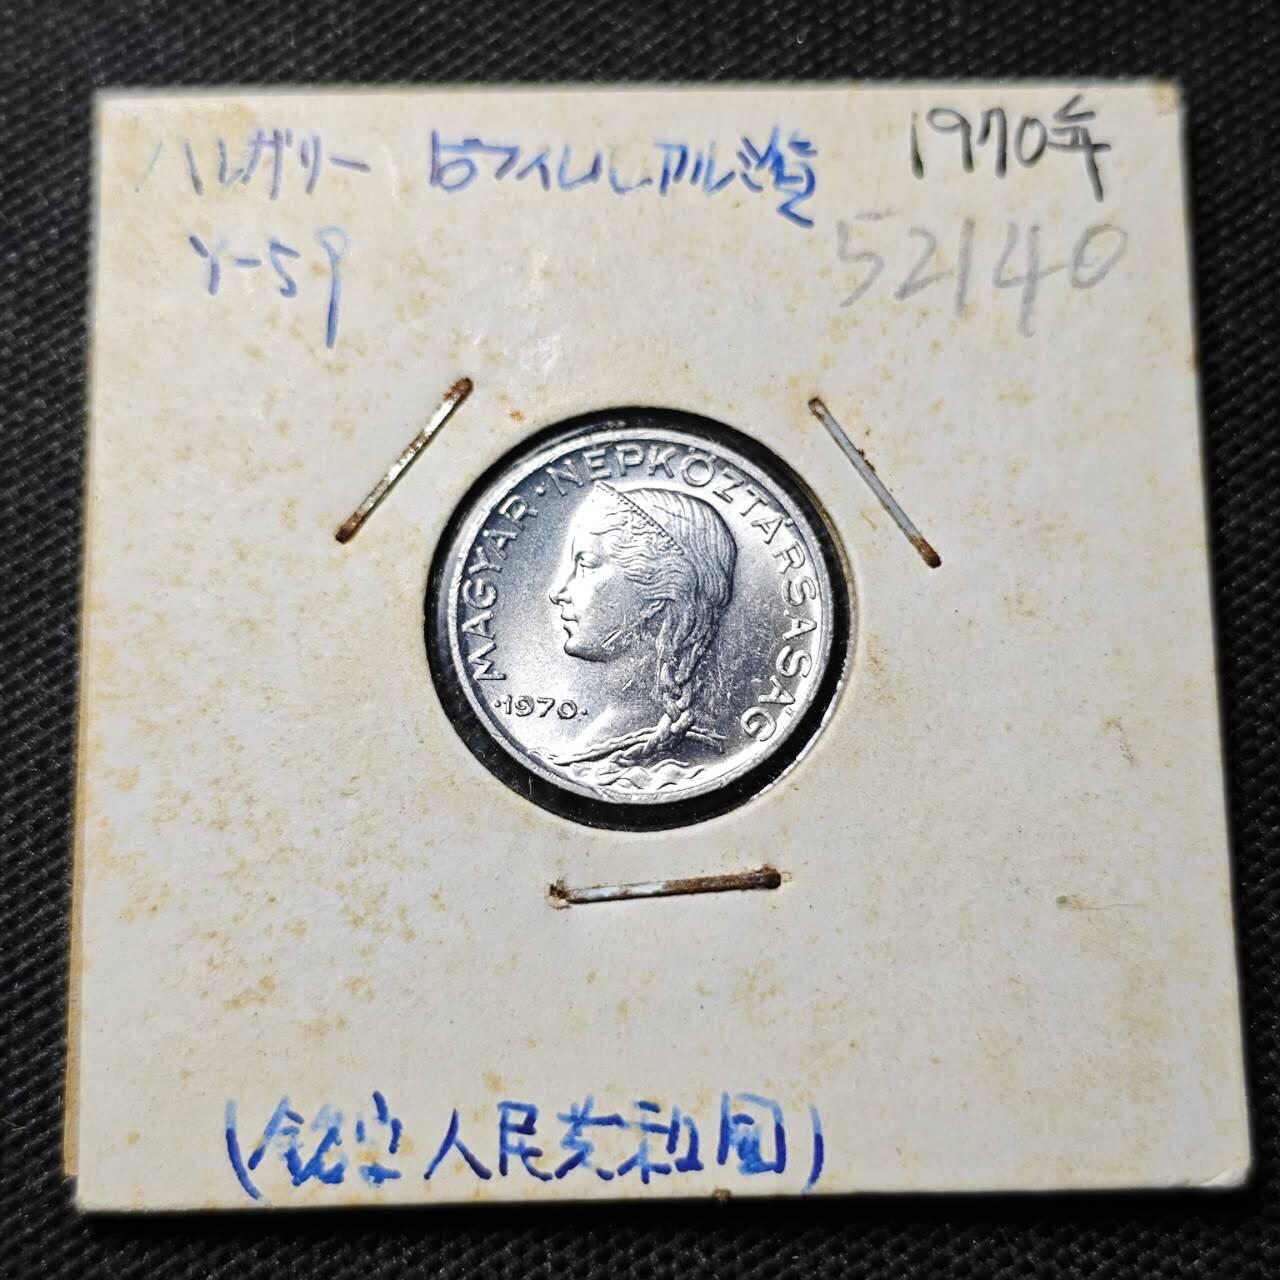 ハンガリー 5フィルレアル貨 1970年
Y-59 52140
MAGYAR·NÉPKÖZTÁRSASÁG
·1970·
(銘字人民共和国)